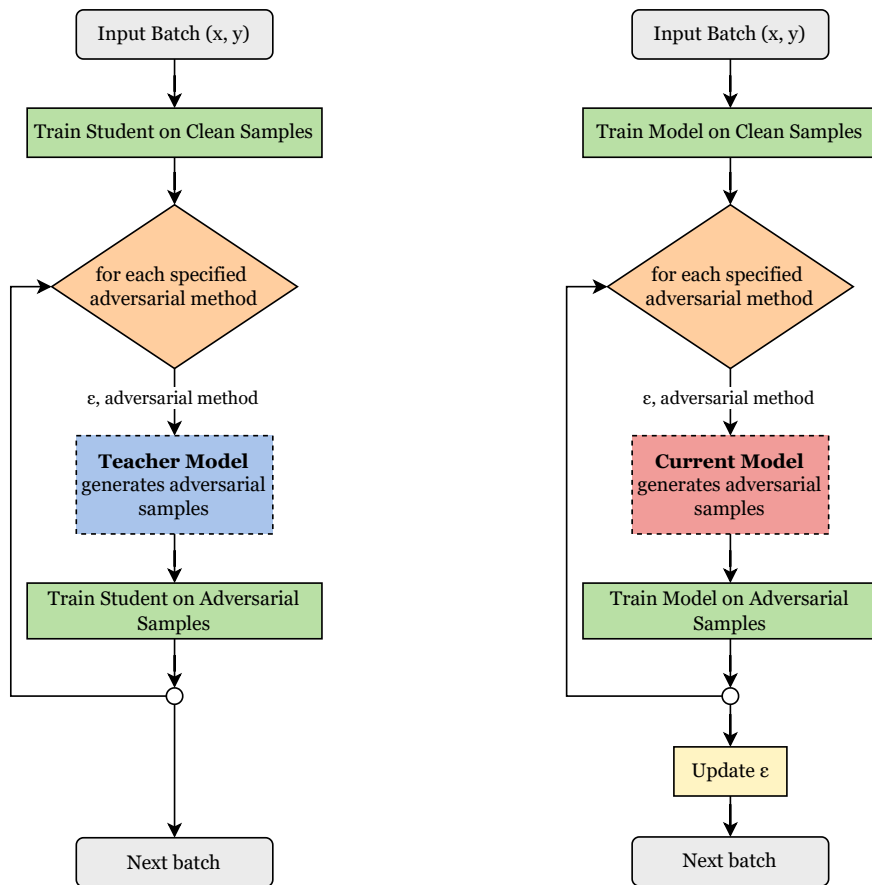 Input Batch (x, y)
Train Student on Clean Samples
for each specified
adversarial method
ε, adversarial method
Teacher Model
generates adversarial
samples
Train Student on Adversarial
Samples
Next batch
Input Batch (x, y)
Train Model on Clean Samples
for each specified
adversarial method
ε, adversarial method
Current Model
generates adversarial
samples
Train Model on Adversarial
Samples
Update ε
Next batch